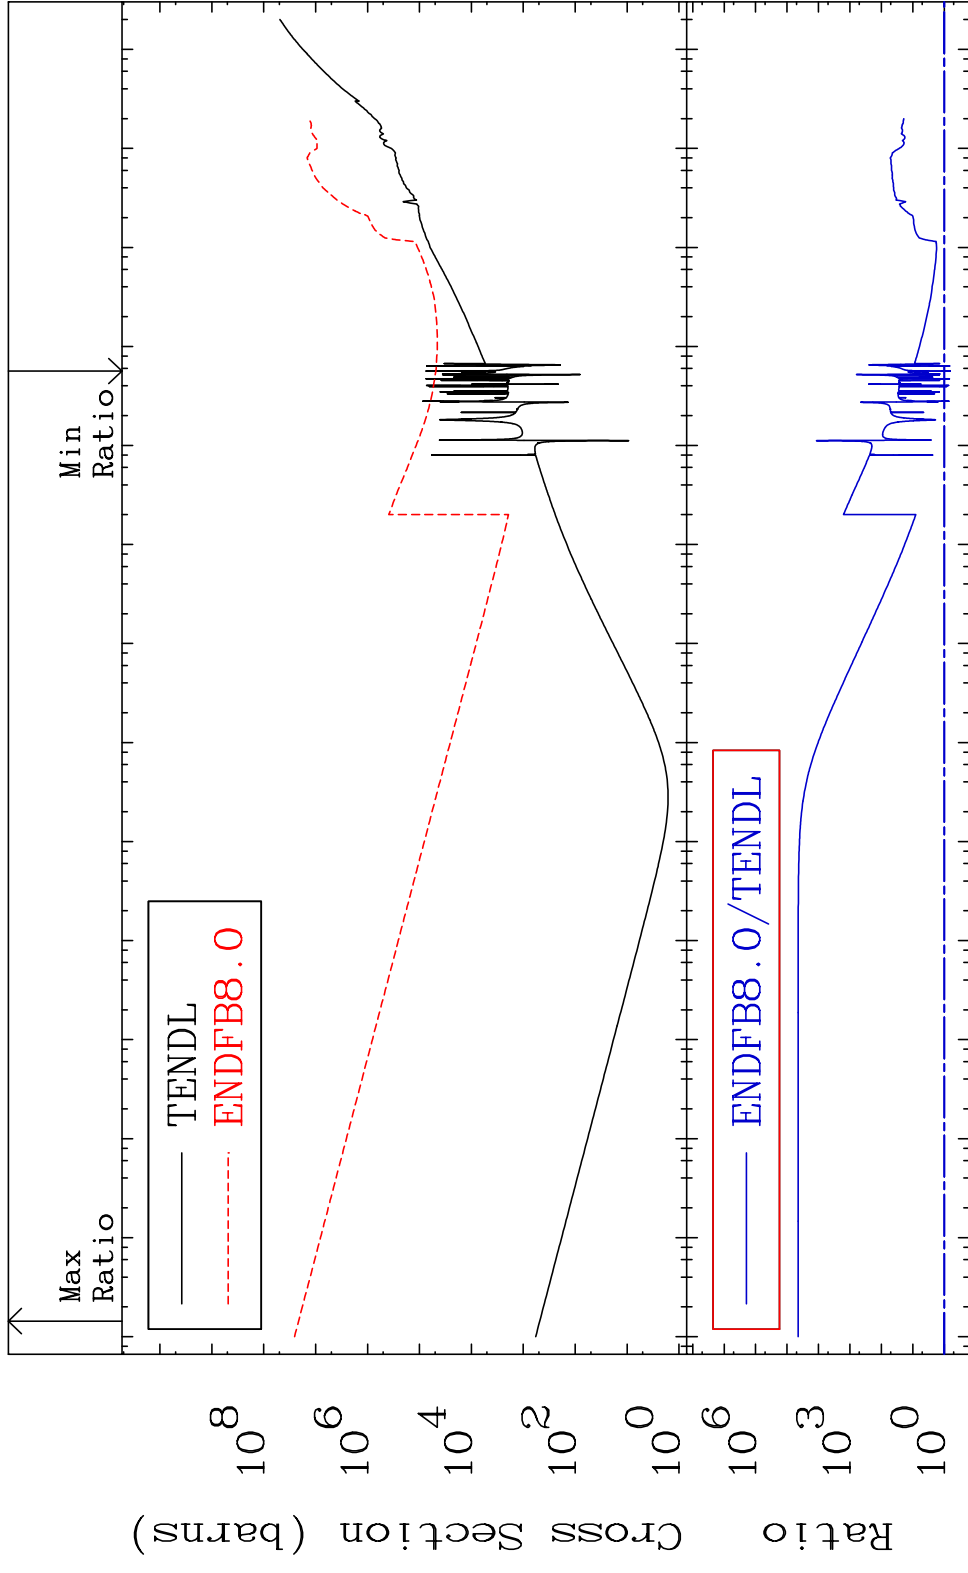 Max
Ratio
Min
Ratio
TENDL
ENDFB8.0
Cross Section (barns)
10^8
10^6
10^4
10^2
10^0
ENDFB8.0/TENDL
Ratio
10^6
10^3
10^0